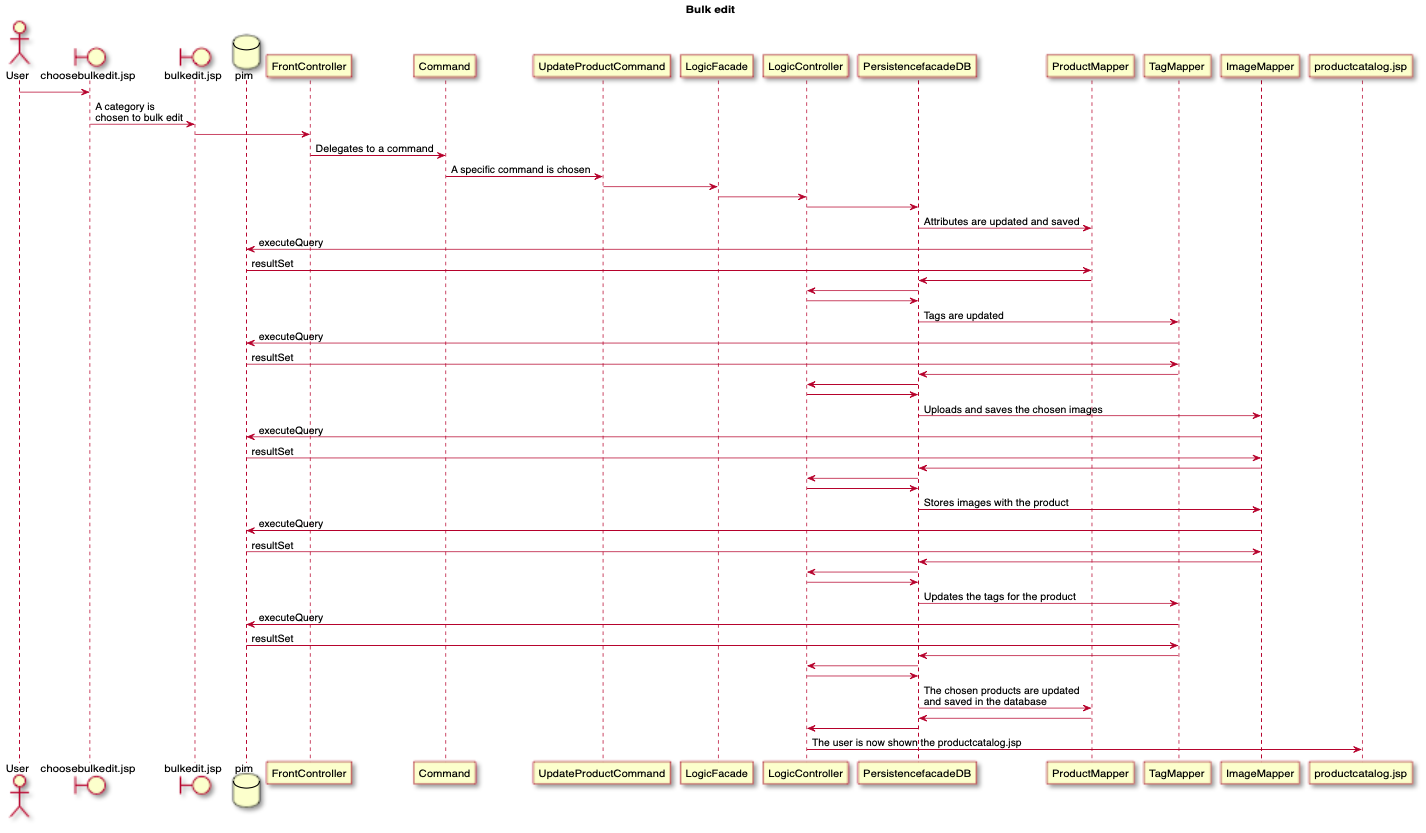 Bulk edit
User
choosebulkedit.jsp
bulkedit.jsp
pim
FrontController
Command
UpdateProductCommand
LogicFacade
LogicController
PersistencefacadeDB
ProductMapper
TagMapper
ImageMapper
productcatalog.jsp
A category is
chosen to bulk edit
Delegates to a command
A specific command is chosen
Attributes are updated and saved
executeQuery
resultSet
Tags are updated
executeQuery
resultSet
Uploads and saves the chosen images
executeQuery
resultSet
Stores images with the product
executeQuery
resultSet
Updates the tags for the product
executeQuery
resultSet
The chosen products are updated
and saved in the database
The user is now shown the productcatalog.jsp
User
choosebulkedit.jsp
bulkedit.jsp
pim
FrontController
Command
UpdateProductCommand
LogicFacade
LogicController
PersistencefacadeDB
ProductMapper
TagMapper
ImageMapper
productcatalog.jsp